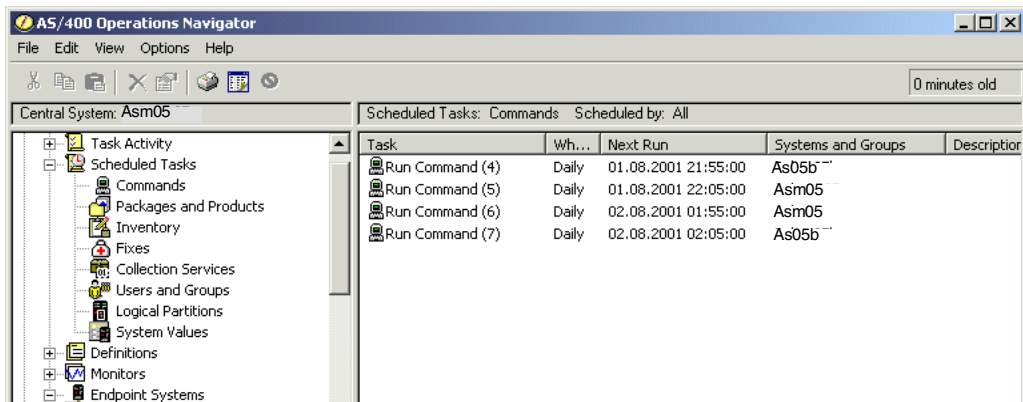 AS/400 Operations Navigator
File Edit View Options Help
0 minutes old
Central System: Asm05
Scheduled Tasks: Commands Scheduled by: All
Task Activity
Scheduled Tasks
Commands
Packages and Products
Inventory
Fixes
Collection Services
Users and Groups
Logical Partitions
System Values
Definitions
Monitors
Endpoint Systems
Task Wh... Next Run Systems and Groups Description
Run Command (4) Daily 01.08.2001 21:55:00 As05b
Run Command (5) Daily 01.08.2001 22:05:00 Asm05
Run Command (6) Daily 02.08.2001 01:55:00 Asm05
Run Command (7) Daily 02.08.2001 02:05:00 As05b